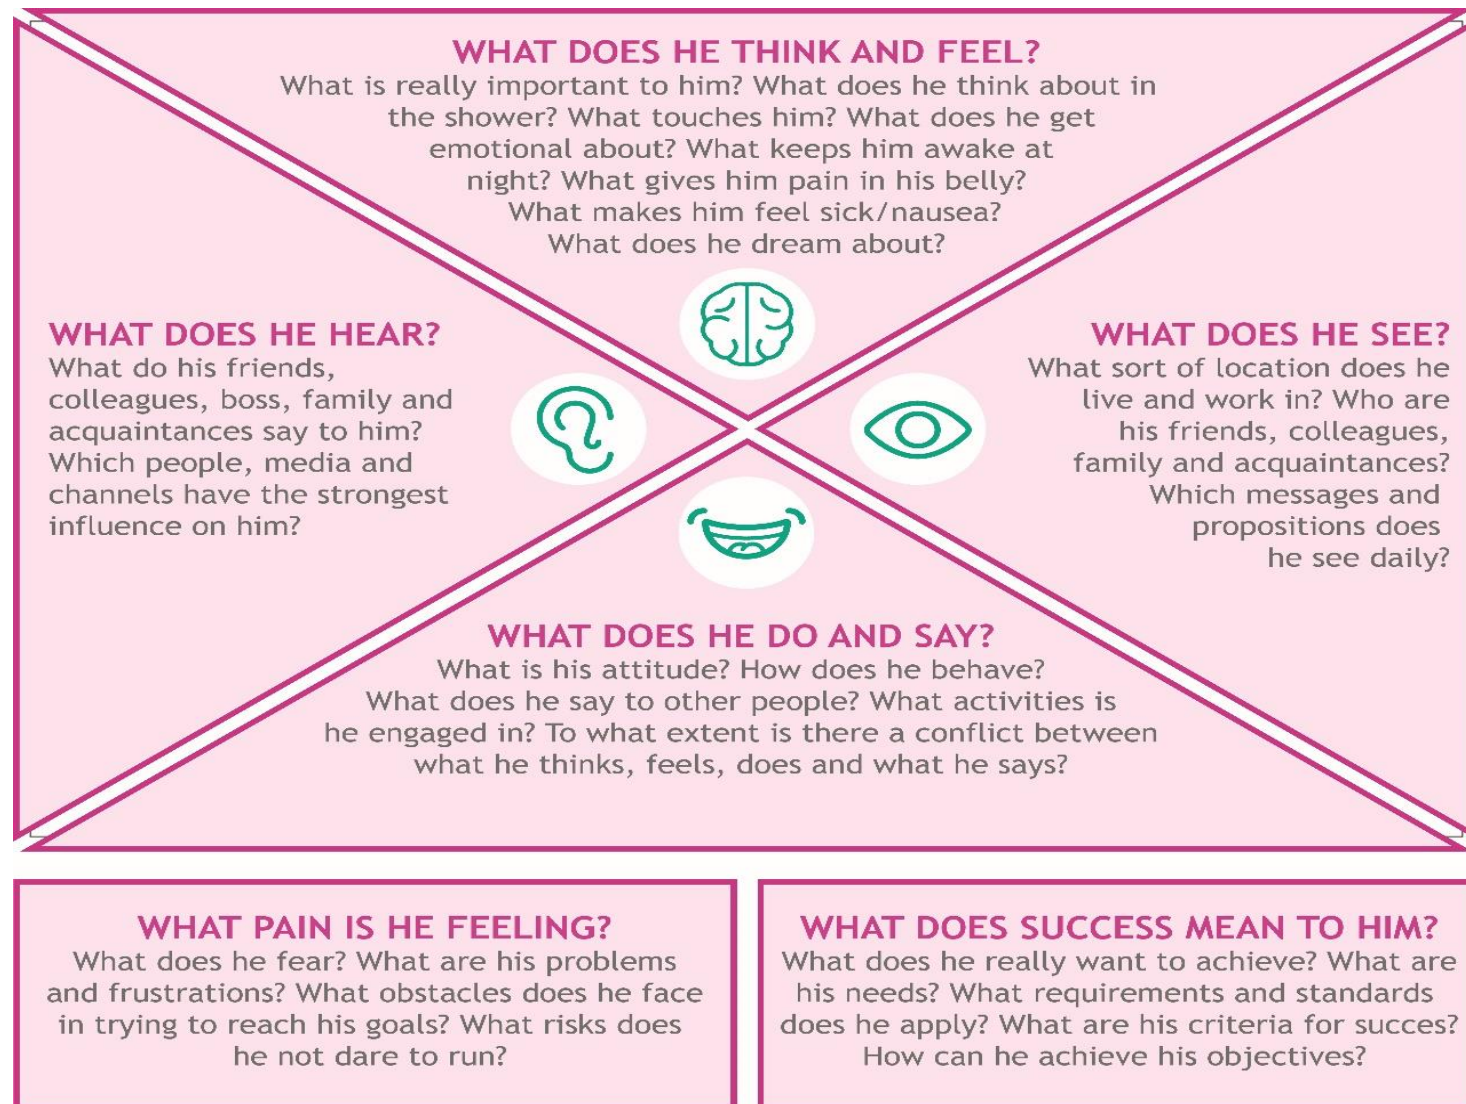 WHAT DOES HE THINK AND FEEL?
What is really important to him? What does he think about in
the shower? What touches him? What does he get
emotional about? What keeps him awake at
night? What gives him pain in his belly?
What makes him feel sick/nausea?
What does he dream about?
WHAT DOES HE HEAR?
What do his friends,
colleagues, boss, family and
acquaintances say to him?
Which people, media and
channels have the strongest
influence on him?
WHAT DOES HE SEE?
What sort of location does he
live and work in? Who are
his friends, colleagues,
family and acquaintances?
Which messages and
propositions does
he see daily?
WHAT DOES HE DO AND SAY?
What is his attitude? How does he behave?
What does he say to other people? What activities is
he engaged in? To what extent is there a conflict between
what he thinks, feels, does and what he says?
WHAT PAIN IS HE FEELING?
What does he fear? What are his problems
and frustrations? What obstacles does he face
in trying to reach his goals? What risks does
he not dare to run?
WHAT DOES SUCCESS MEAN TO HIM?
What does he really want to achieve? What are
his needs? What requirements and standards
does he apply? What are his criteria for succes?
How can he achieve his objectives?